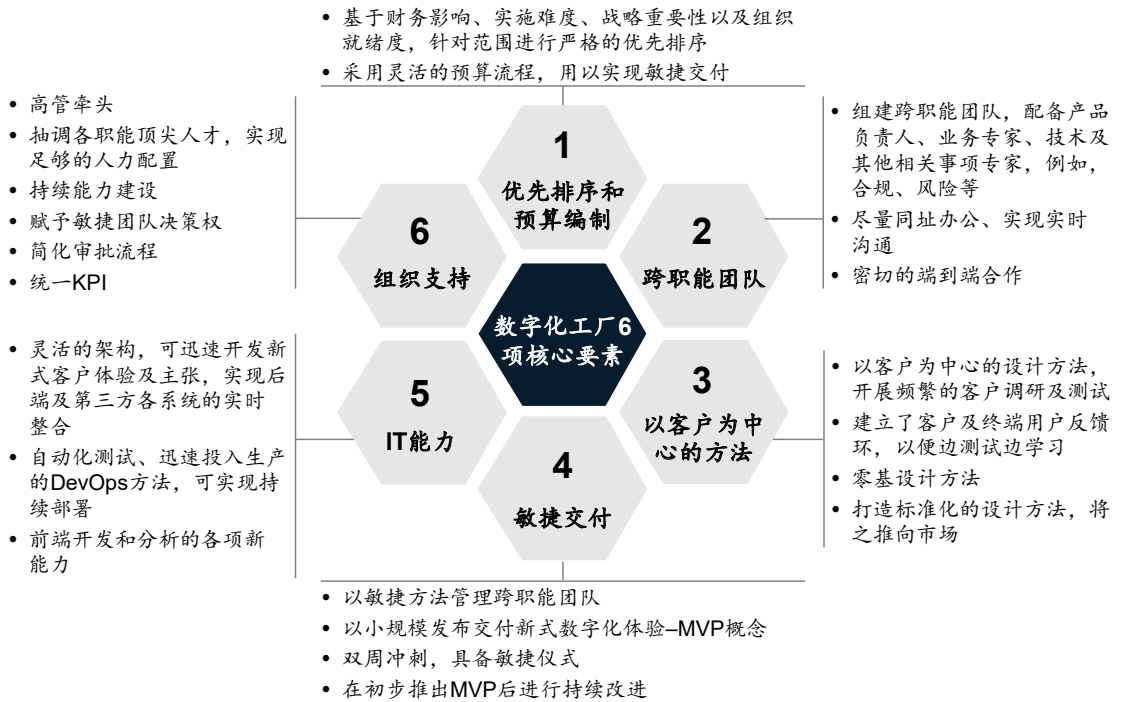 • 基于财务影响、实施难度、战略重要性以及组织
就绪度，针对范围进行严格的优先排序
• 采用灵活的预算流程，用以实现敏捷交付
1
优先排序和
预算编制
• 组建跨职能团队，配备产品
负责人、业务专家、技术及
其他相关事项专家，例如，
合规、风险等
• 尽量同址办公、实现实时
沟通
• 密切的端到端合作
2
跨职能团队
• 以客户为中心的设计方法，
开展频繁的客户调研及测试
• 建立了客户及终端用户反馈
环，以便边测试边学习
• 零基设计方法
• 打造标准化的设计方法，将
之推向市场
3
以客户为中
心的方法
4
敏捷交付
• 以敏捷方法管理跨职能团队
• 以小规模发布交付新式数字化体验–MVP概念
• 双周冲刺，具备敏捷仪式
• 在初步推出MVP后进行持续改进
5
IT能力
• 灵活的架构，可迅速开发新
式客户体验及主张，实现后
端及第三方各系统的实时
整合
• 自动化测试、迅速投入生产
的DevOps方法，可实现持
续部署
• 前端开发和分析的各项新
能力
6
组织支持
• 高管牵头
• 抽调各职能顶尖人才，实现
足够的人力配置
• 持续能力建设
• 赋予敏捷团队决策权
• 简化审批流程
• 统一KPI
数字化工厂6
项核心要素